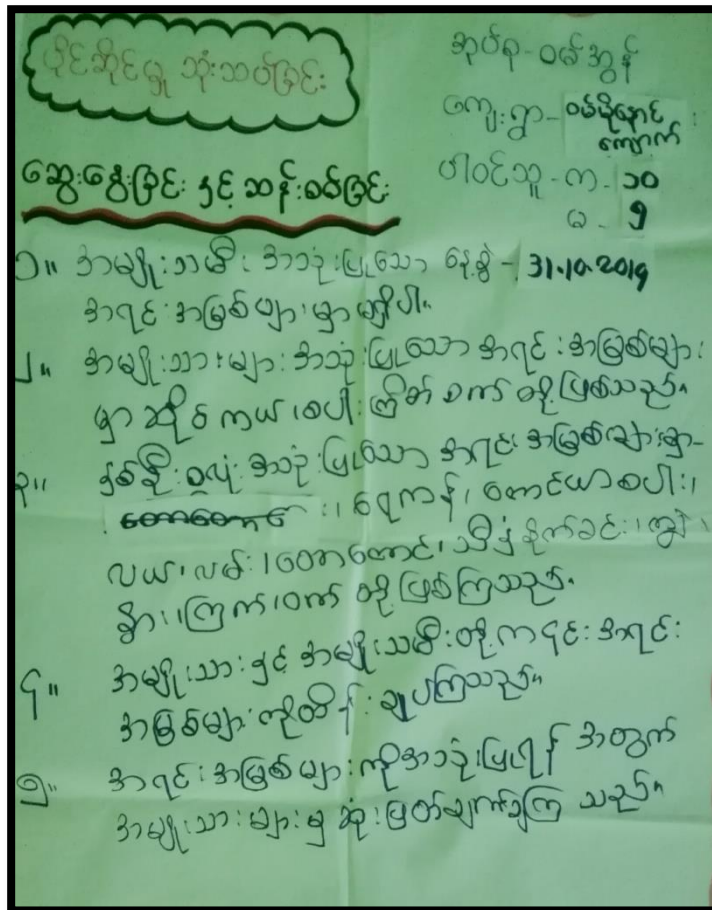 ပိုင်ဆိုင်မှု သုံးသပ်ခြင်း
အုပ်စု - ဝမ်အွန်
ကျေးရွာ - ဝမ်မိုနောင်
ကျောက်
ဆွေးနွေးခြင်း နှင့် ဆန်းစစ်ခြင်း
ပါဝင်သူ - က - ၁၀
မ - ၅
၁။ အမျိုးသမီး အသုံးပြုသော နေ့စွဲ - 31.10.2019
အရင်းအမြစ်များမှာ မရှိပါ။
၂။ အမျိုးသားများ အသုံးပြုသော အရင်းအမြစ်များ
မှာ ဆိုင်ကယ်၊ စပါးကြိတ်စက် တို့ဖြစ်သည်။
၃။ နှစ်ဦးစလုံး အသုံးပြုသော အရင်းအမြစ်များမှာ-
း၊ ရေကန်၊ တောင်ယာစပါး၊
လယ်၊ လမ်း၊ တောတောင်၊ သီးနှံစိုက်ခင်း၊ ကျွဲ၊
နွား၊ ကြက်၊ ဝက် တို့ဖြစ်ကြသည်။
၄။ အမျိုးသားနှင့် အမျိုးသမီးတို့က ၎င်းအရင်း
အမြစ်များကို ထိန်းချုပ်ကြသည်။
၅။ အရင်းအမြစ်များကို အသုံးပြုရန် အတွက်
အမျိုးသားများမှ ဆုံးဖြတ်ချက်ချကြ သည်။